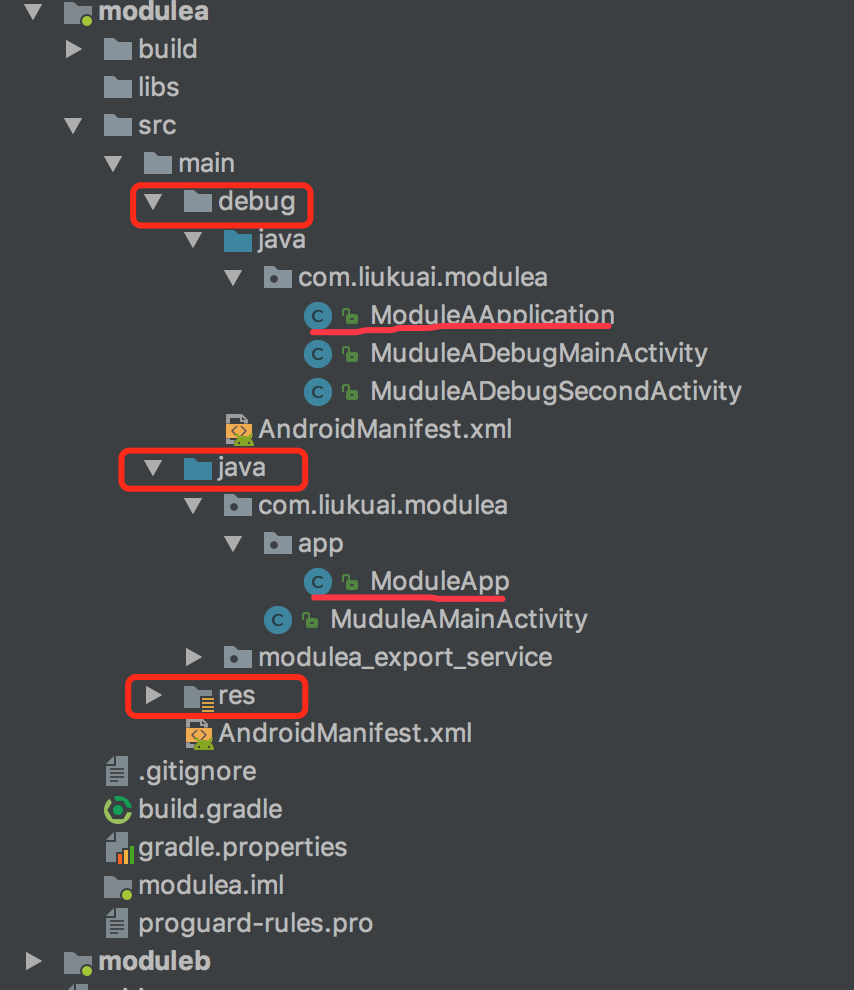 modulea
build
libs
src
main
debug
java
com.liukuai.modulea
ModuleAApplication
MuduleADebugMainActivity
MuduleADebugSecondActivity
AndroidManifest.xml
java
com.liukuai.modulea
app
ModuleApp
MuduleAMainActivity
modulea_export_service
res
AndroidManifest.xml
.gitignore
build.gradle
gradle.properties
modulea.iml
proguard-rules.pro
moduleb